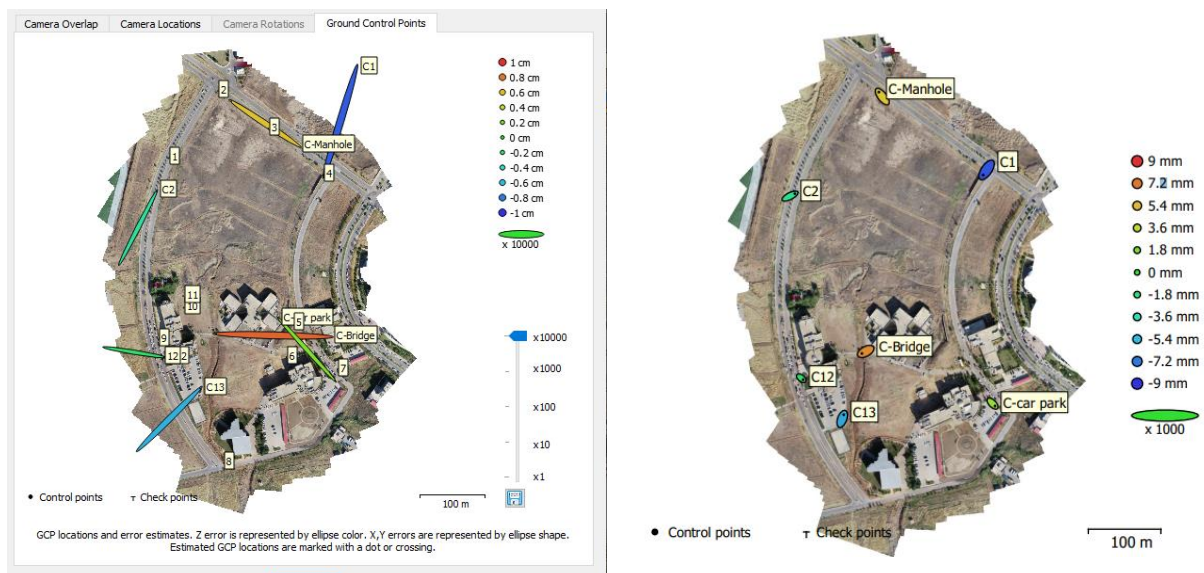 Camera Overlap
Camera Locations
Camera Rotations
Ground Control Points
C1
2
3
C-Manhole
1
4
C2
11
10
C-car park
5
C-Bridge
9
12 2
6
7
C13
8
1 cm
0.8 cm
0.6 cm
0.4 cm
0.2 cm
0 cm
-0.2 cm
-0.4 cm
-0.6 cm
-0.8 cm
-1 cm
x 10000
x10000
x1000
x100
x10
x1
Control points
Check points
100 m
GCP locations and error estimates. Z error is represented by ellipse color. X,Y errors are represented by ellipse shape.
Estimated GCP locations are marked with a dot or crossing.
C-Manhole
C1
C2
C-Bridge
C12
C13
C-car park
9 mm
7.2 mm
5.4 mm
3.6 mm
1.8 mm
0 mm
-1.8 mm
-3.6 mm
-5.4 mm
-7.2 mm
-9 mm
x 1000
Control points
Check points
100 m